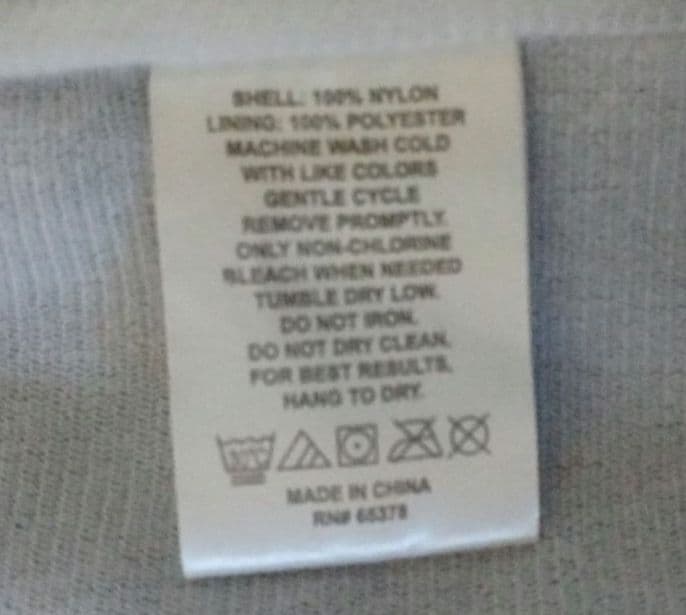 SHELL: 100% NYLON
LINING: 100% POLYESTER
MACHINE WASH COLD
WITH LIKE COLORS
GENTLE CYCLE
REMOVE PROMPTLY.
ONLY NON-CHLORINE
BLEACH WHEN NEEDED
TUMBLE DRY LOW.
DO NOT IRON.
DO NOT DRY CLEAN.
FOR BEST RESULTS,
HANG TO DRY.
MADE IN CHINA
RN# 65378